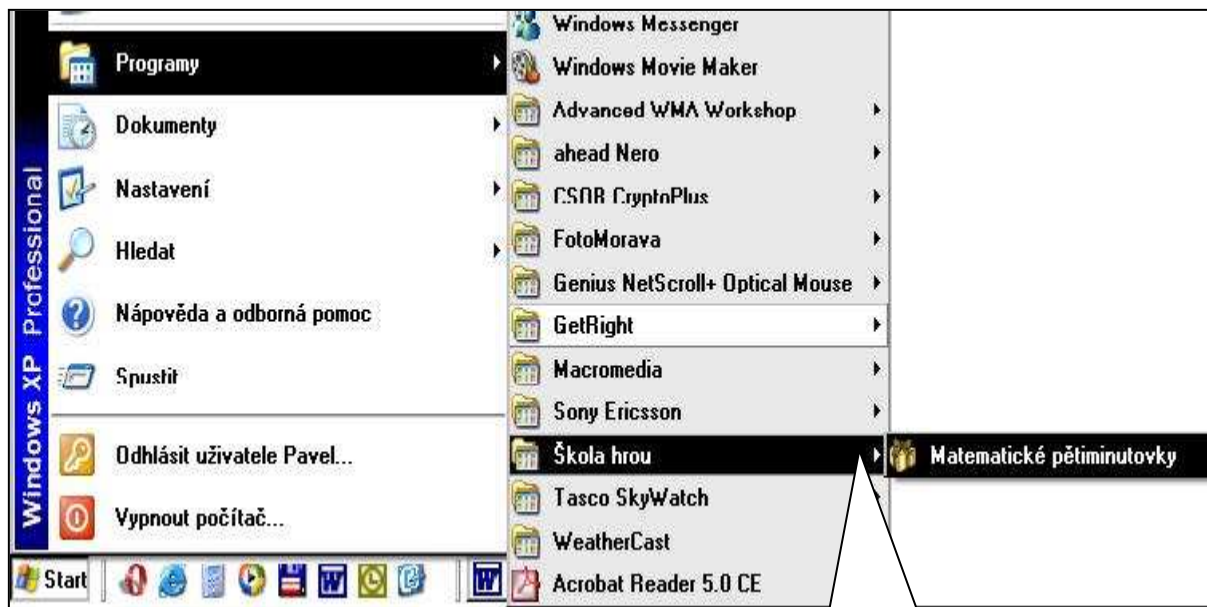 Windows XP Professional
Programy
Dokumenty
Nastavení
Hledat
Nápověda a odborná pomoc
Spustit
Odhlásit uživatele Pavel...
Vypnout počítač...
Start
Windows Messenger
Windows Movie Maker
Advanced WMA Workshop
ahead Nero
CSOB CryptoPlus
FotoMorava
Genius NetScroll+ Optical Mouse
GetRight
Macromedia
Sony Ericsson
Škola hrou
Tasco SkyWatch
WeatherCast
Acrobat Reader 5.0 CE
Matematické pětiminutovky